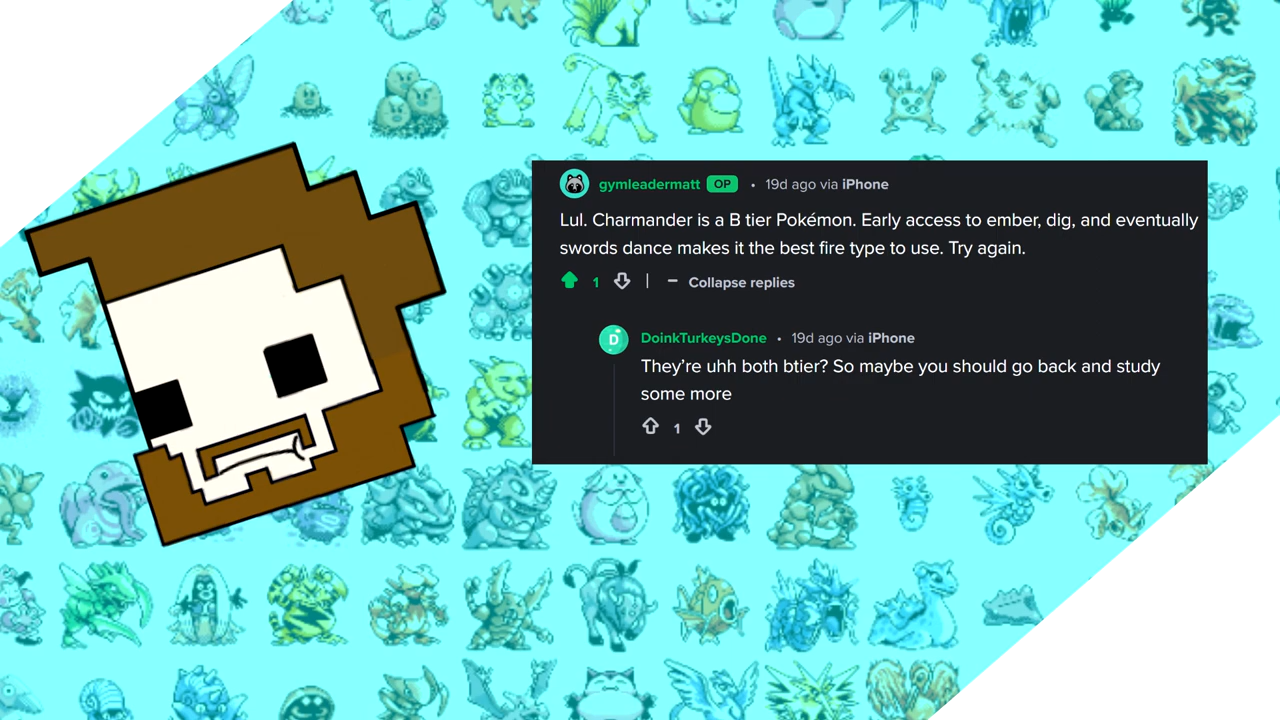 gymleadermatt OP • 19d ago via iPhone
Lul. Charmander is a B tier Pokémon. Early access to ember, dig, and eventually
swords dance makes it the best fire type to use. Try again.
1 | − Collapse replies
D DoinkTurkeysDone • 19d ago via iPhone
They’re uhh both btier? So maybe you should go back and study
some more
1